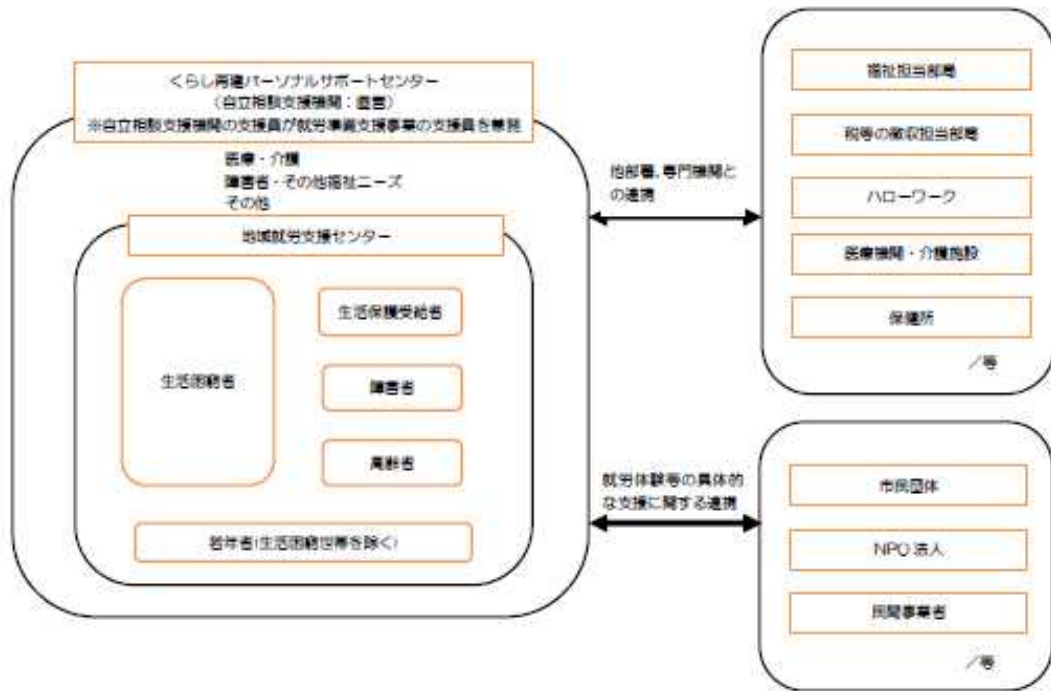 くらし再建パーソナルサポートセンター
（自立相談支援機関：直営）
※自立相談支援機関の支援員が就労準備支援事業の支援員を兼務
医療・介護
障害者・その他福祉ニーズ
その他
地域就労支援センター
生活困窮者
生活保護受給者
障害者
高齢者
若年者(生活困窮世帯を除く)
他部署、専門機関と
の連携
就労体験等の具体的
な支援に関する連携
福祉担当部局
税等の徴収担当部局
ハローワーク
医療機関・介護施設
保健所
／等
市民団体
NPO 法人
民間事業者
／等